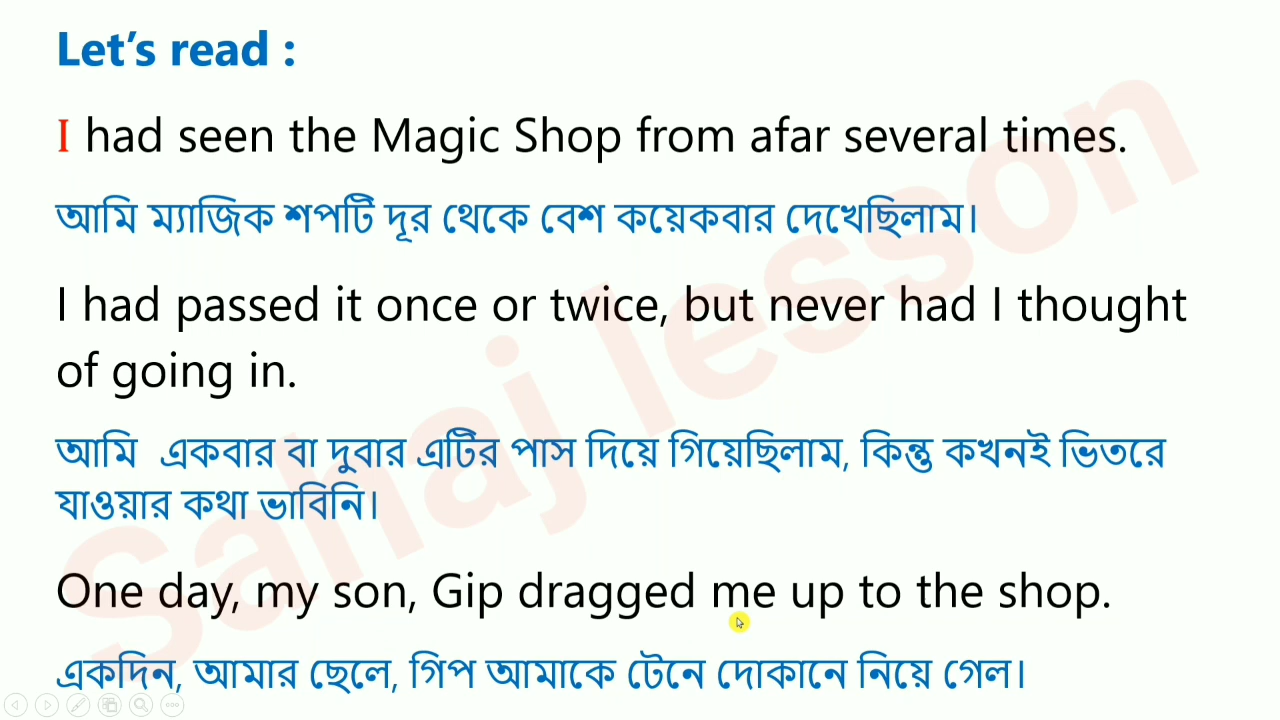 Let's read :
I had seen the Magic Shop from afar several times.
আমি ম্যাজিক শপটি দূর থেকে বেশ কয়েকবার দেখেছিলাম।
I had passed it once or twice, but never had I thought
of going in.
আমি একবার বা দুবার এটির পাস দিয়ে গিয়েছিলাম, কিন্তু কখনই ভিতরে
যাওয়ার কথা ভাবিনি।
One day, my son, Gip dragged me up to the shop.
একদিন, আমার ছেলে, গিপ আমাকে টেনে দোকানে নিয়ে গেল।
Sahaj lesson